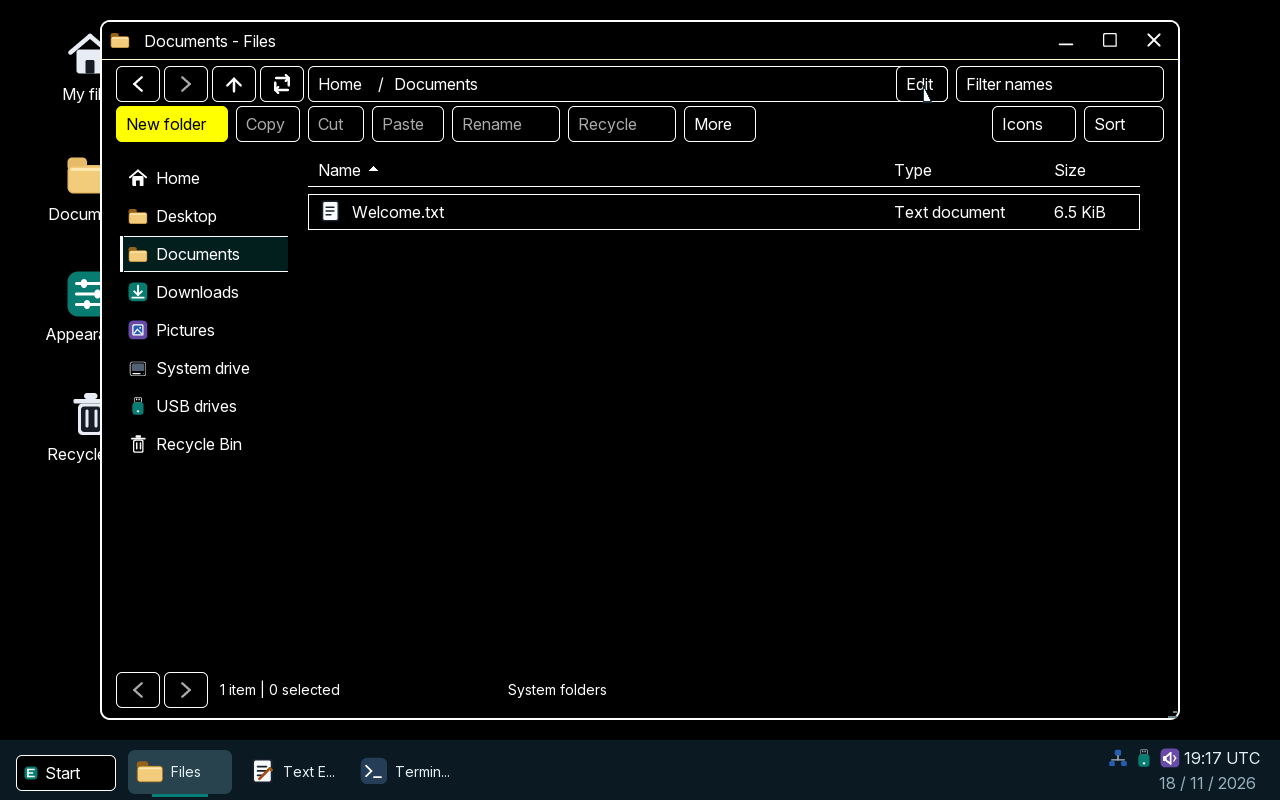 Documents - Files
Home / Documents
Edit
Filter names
New folder
Copy
Cut
Paste
Rename
Recycle
More
Icons
Sort
My fil
Docum
Appeara
Recycle
Home
Desktop
Documents
Downloads
Pictures
System drive
USB drives
Recycle Bin
Name Type Size
Welcome.txt Text document 6.5 KiB
1 item | 0 selected
System folders
Start
Files
Text E...
Termin...
19:17 UTC
18 / 11 / 2026